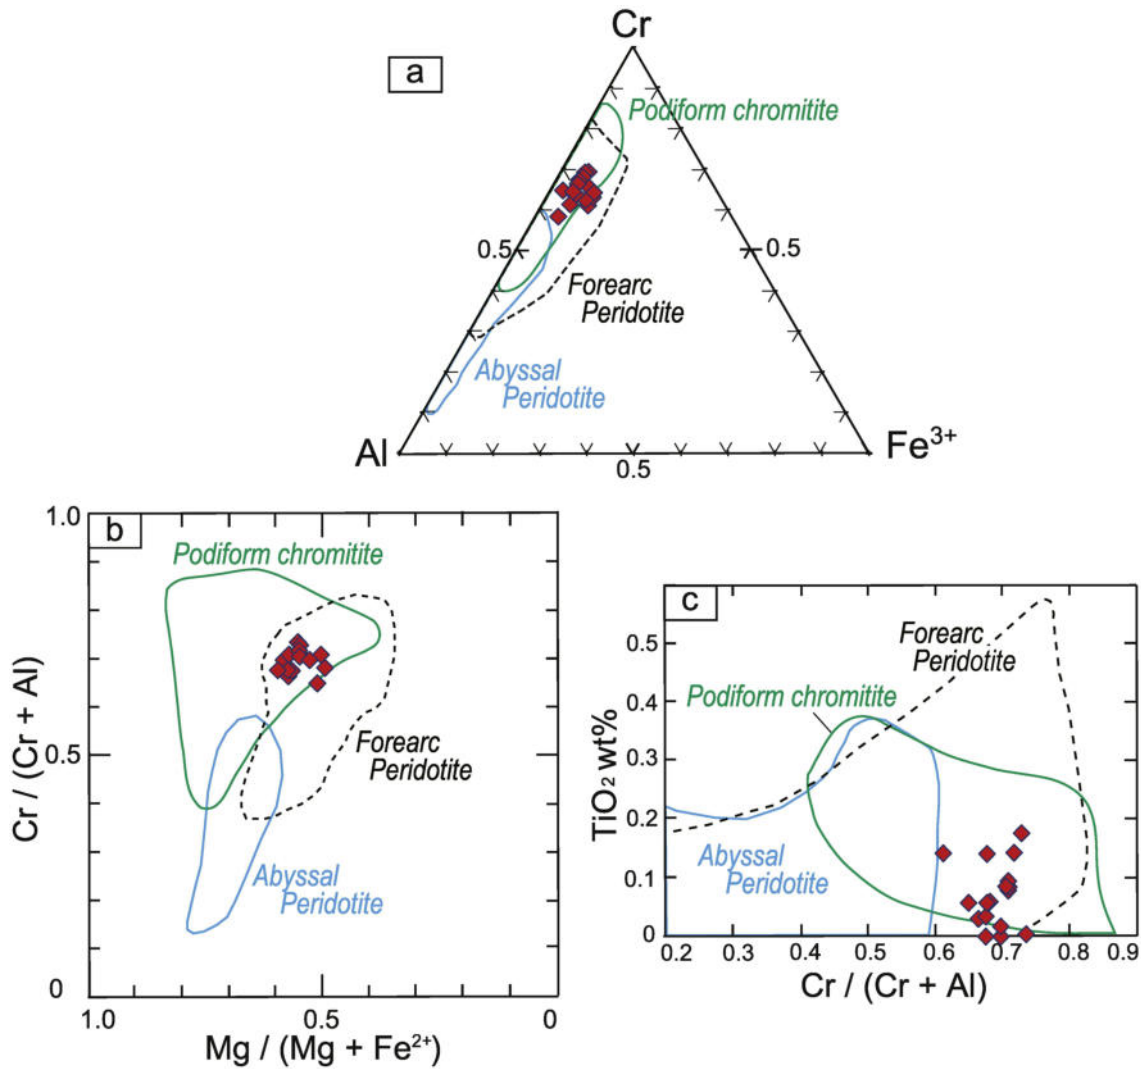 Cr
a
Podiform chromitite
0.5
0.5
Forearc
Peridotite
Abyssal
Peridotite
Al
Fe³⁺
0.5
1.0
b
Podiform chromitite
Cr / (Cr + Al)
0.5
Forearc
Peridotite
Abyssal
Peridotite
0
1.0
0.5
0
Mg / (Mg + Fe²⁺)
c
0.5
Forearc
Peridotite
Podiform chromitite
0.4
TiO₂ wt%
0.3
0.2
Abyssal
Peridotite
0.1
0
0.2
0.3
0.4
0.5
0.6
0.7
0.8
0.9
Cr / (Cr + Al)